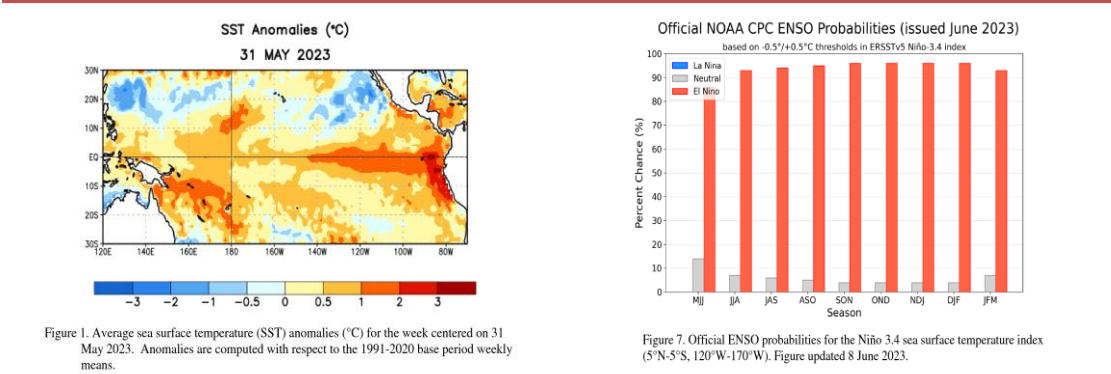 SST Anomalies (°C)
31 MAY 2023
30N
20N
10N
EQ
10S
20S
30S
120E 140E 160E 180 160W 140W 120W 100W 80W
-3 -2 -1 -0.5 0 0.5 1 2 3
Figure 1. Average sea surface temperature (SST) anomalies (°C) for the week centered on 31
May 2023. Anomalies are computed with respect to the 1991-2020 base period weekly
means.
Official NOAA CPC ENSO Probabilities (issued June 2023)
based on -0.5°/+0.5°C thresholds in ERSSTv5 Niño-3.4 index
Percent Chance (%)
100
90
80
70
60
50
40
30
20
10
0
La Nina
Neutral
El Nino
MJJ JJA JAS ASO SON OND NDJ DJF JFM
Season
Figure 7. Official ENSO probabilities for the Niño 3.4 sea surface temperature index
(5°N-5°S, 120°W-170°W). Figure updated 8 June 2023.